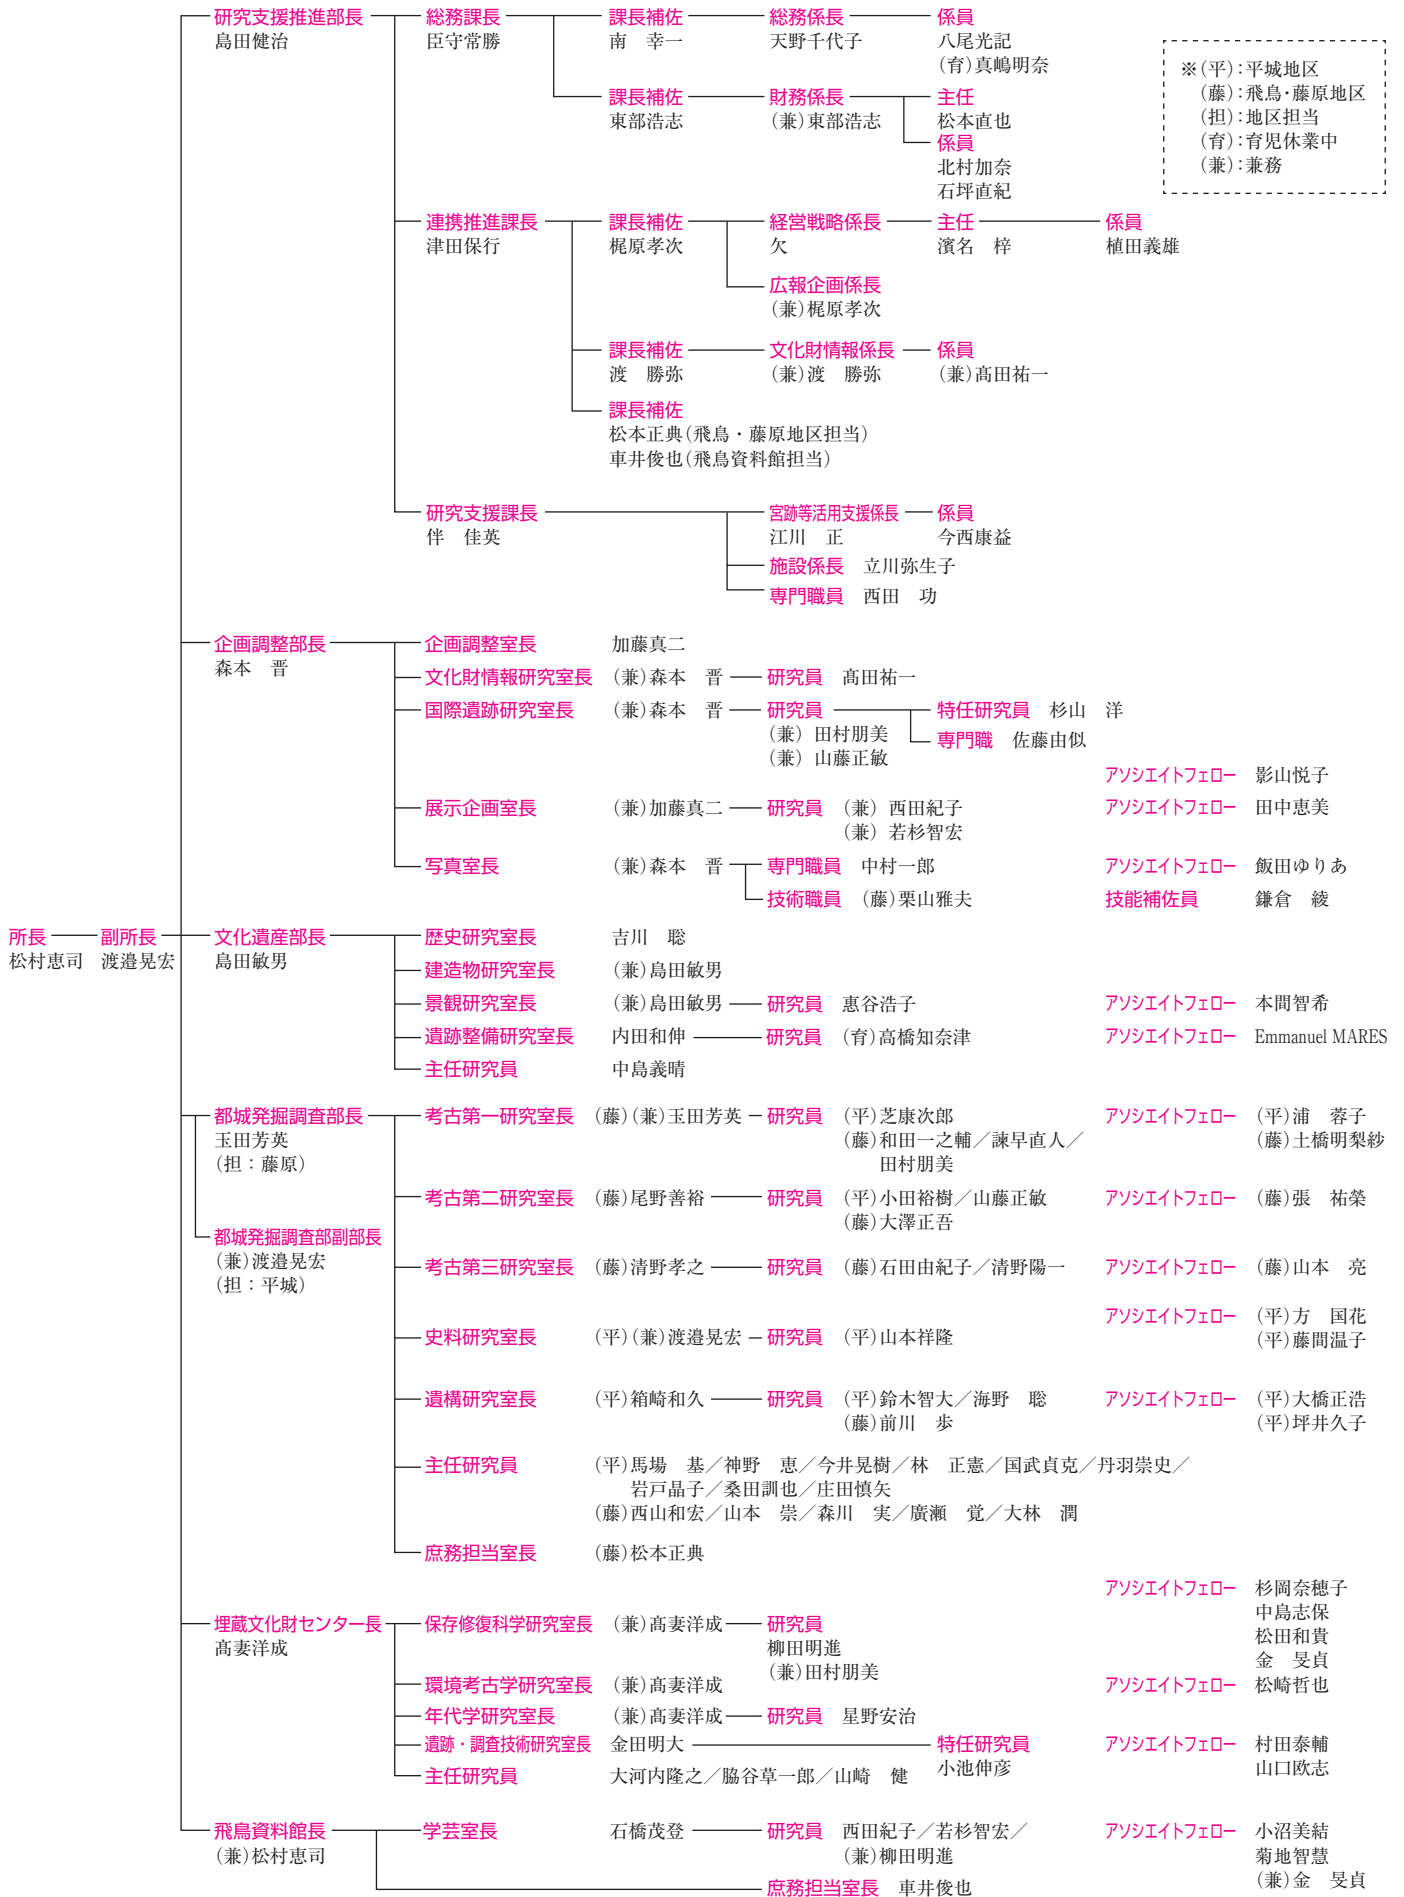 研究支援推進部長 総務課長 課長補佐 総務係長 係員
島田健治 臣守常勝 南　幸一 天野千代子 八尾光記
(育)真嶋明奈
課長補佐 財務係長 主任
東部浩志 (兼)東部浩志 松本直也
係員
北村加奈
石坪直紀
※(平):平城地区
(藤):飛鳥・藤原地区
(担):地区担当
(育):育児休業中
(兼):兼務
連携推進課長 課長補佐 経営戦略係長 主任 係員
津田保行 梶原孝次 欠 濱名　梓 植田義雄
広報企画係長
(兼)梶原孝次
課長補佐 文化財情報係長 係員
渡　勝弥 (兼)渡　勝弥 (兼)髙田祐一
課長補佐
松本正典(飛鳥・藤原地区担当)
車井俊也(飛鳥資料館担当)
研究支援課長 宮跡等活用支援係長 係員
伴　佳英 江川　正 今西康益
施設係長 立川弥生子
専門職員 西田　功
企画調整部長 企画調整室長 加藤真二
森本　晋
文化財情報研究室長 (兼)森本　晋 研究員 髙田祐一
国際遺跡研究室長 (兼)森本　晋 研究員 特任研究員 杉山　洋
(兼) 田村朋美 専門職 佐藤由似
(兼) 山藤正敏
アソシエイトフェロー 影山悦子
展示企画室長 (兼)加藤真二 研究員 (兼) 西田紀子 アソシエイトフェロー 田中恵美
(兼) 若杉智宏
写真室長 (兼)森本　晋 専門職員 中村一郎 アソシエイトフェロー 飯田ゆりあ
技術職員 (藤)栗山雅夫 技能補佐員 鎌倉　綾
所長 副所長 文化遺産部長 歴史研究室長 吉川　聡
松村恵司 渡邉晃宏 島田敏男
建造物研究室長 (兼)島田敏男
景観研究室長 (兼)島田敏男 研究員 惠谷浩子 アソシエイトフェロー 本間智希
遺跡整備研究室長 内田和伸 研究員 (育)高橋知奈津 アソシエイトフェロー Emmanuel MARES
主任研究員 中島義晴
都城発掘調査部長 考古第一研究室長 (藤)(兼)玉田芳英 研究員 (平)芝康次郎 アソシエイトフェロー (平)浦　蓉子
玉田芳英 (藤)和田一之輔／諫早直人／ (藤)土橋明梨紗
(担：藤原) 田村朋美
考古第二研究室長 (藤)尾野善裕 研究員 (平)小田裕樹／山藤正敏 アソシエイトフェロー (藤)張　祐榮
(藤)大澤正吾
都城発掘調査部副部長
(兼)渡邉晃宏
(担：平城)
考古第三研究室長 (藤)清野孝之 研究員 (藤)石田由紀子／清野陽一 アソシエイトフェロー (藤)山本　亮
アソシエイトフェロー (平)方　国花
史料研究室長 (平)(兼)渡邉晃宏 研究員 (平)山本祥隆 (平)藤間温子
遺構研究室長 (平)箱崎和久 研究員 (平)鈴木智大／海野　聡 アソシエイトフェロー (平)大橋正浩
(藤)前川　歩 (平)坪井久子
主任研究員 (平)馬場　基／神野　恵／今井晃樹／林　正憲／国武貞克／丹羽崇史／
岩戸晶子／桑田訓也／庄田慎矢
(藤)西山和宏／山本　崇／森川　実／廣瀬　覚／大林　潤
庶務担当室長 (藤)松本正典
アソシエイトフェロー 杉岡奈穂子
埋蔵文化財センター長 保存修復科学研究室長 (兼)髙妻洋成 研究員 中島志保
髙妻洋成 柳田明進 松田和貴
(兼)田村朋美 金　旻貞
環境考古学研究室長 (兼)髙妻洋成 アソシエイトフェロー 松崎哲也
年代学研究室長 (兼)髙妻洋成 研究員 星野安治
遺跡・調査技術研究室長 金田明大 特任研究員 アソシエイトフェロー 村田泰輔
小池伸彦 山口欧志
主任研究員 大河内隆之／脇谷草一郎／山崎　健
飛鳥資料館長 学芸室長 石橋茂登 研究員 西田紀子／若杉智宏／ アソシエイトフェロー 小沼美結
(兼)松村恵司 (兼)柳田明進 菊地智慧
(兼)金　旻貞
庶務担当室長 車井俊也